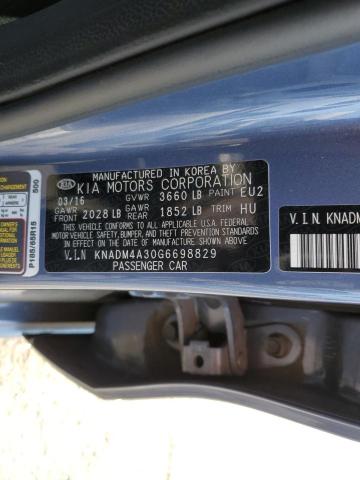 MANUFACTURED IN KOREA BY
KIA KIA MOTORS CORPORATION
03/16 GVWR 3660 LB PAINT EU2
GAWR FRONT 2028 LB GAWR REAR 1852 LB TRIM HU
THIS VEHICLE CONFORMS TO ALL APPLICABLE U.S.A. FEDERAL
MOTOR VEHICLE SAFETY, BUMPER, AND THEFT PREVENTION
STANDARDS IN EFFECT ON THE DATE OF MANUFACTURE SHOWN ABOVE.
V.I.N KNADM4A30G6698829
PASSENGER CAR
V.I.N. KNADM
P185/65R15
500